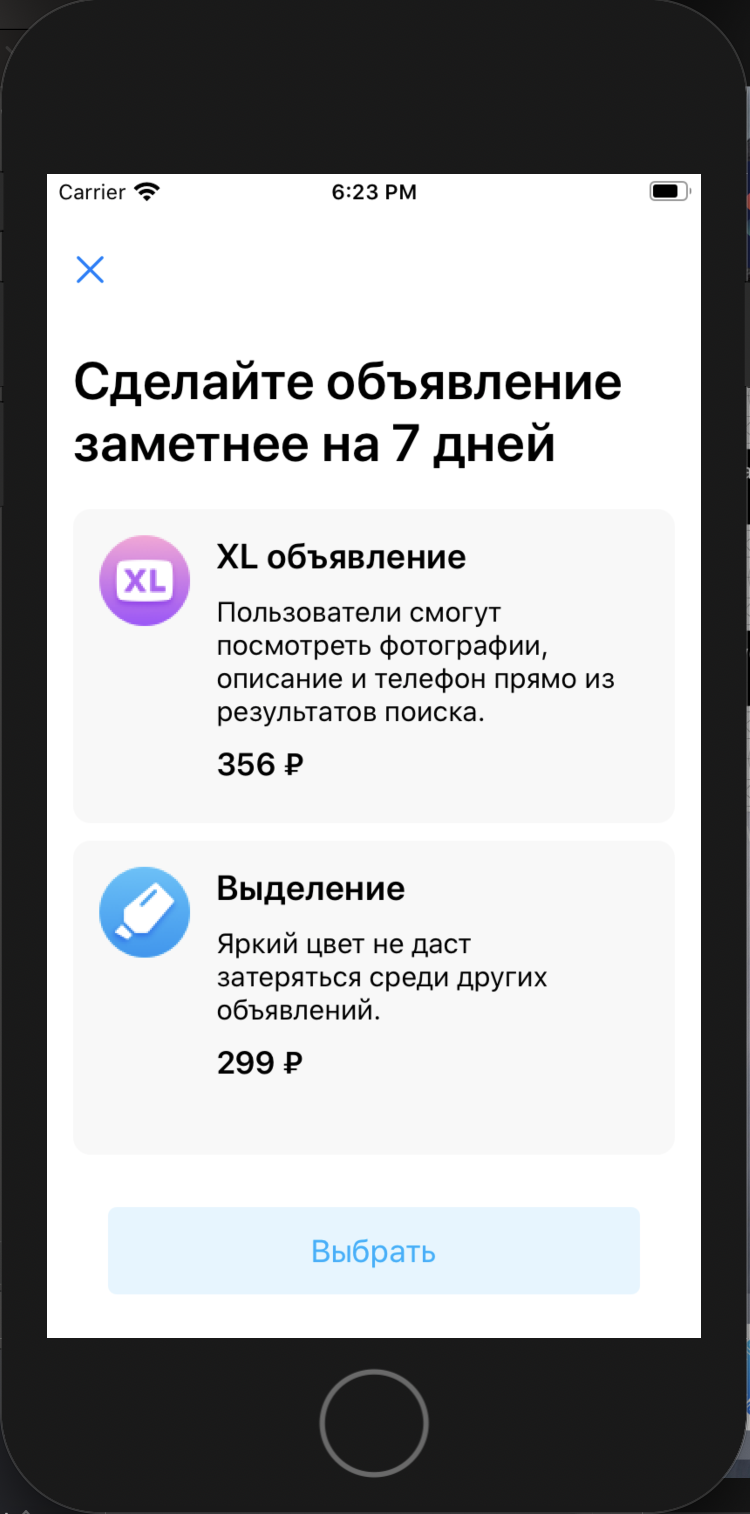 Carrier
6:23 PM
Сделайте объявление
заметнее на 7 дней
XL
XL объявление
Пользователи смогут
посмотреть фотографии,
описание и телефон прямо из
результатов поиска.
356 ₽
Выделение
Яркий цвет не даст
затеряться среди других
объявлений.
299 ₽
Выбрать